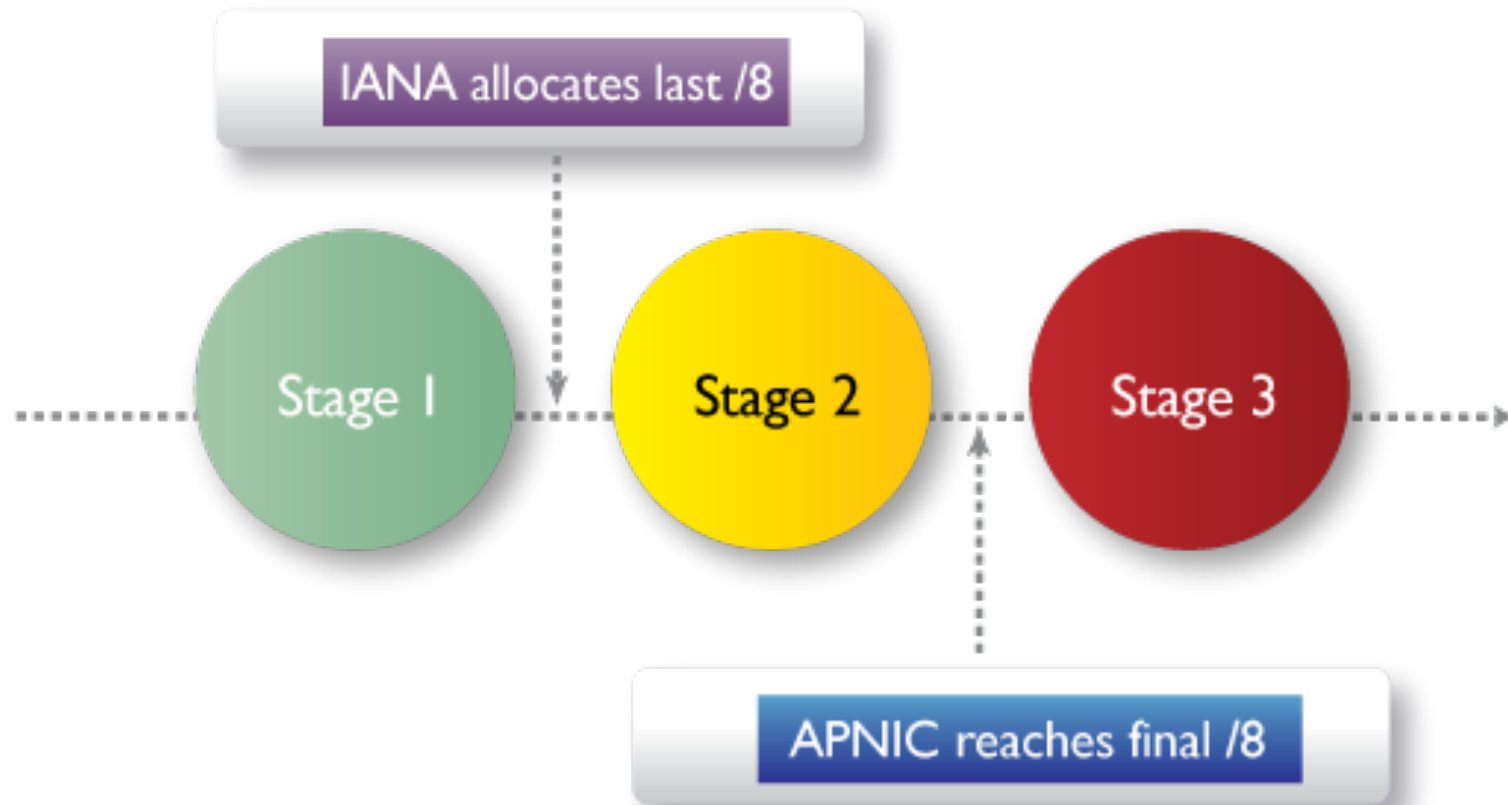 IANA allocates last /8
Stage 1
Stage 2
Stage 3
APNIC reaches final /8